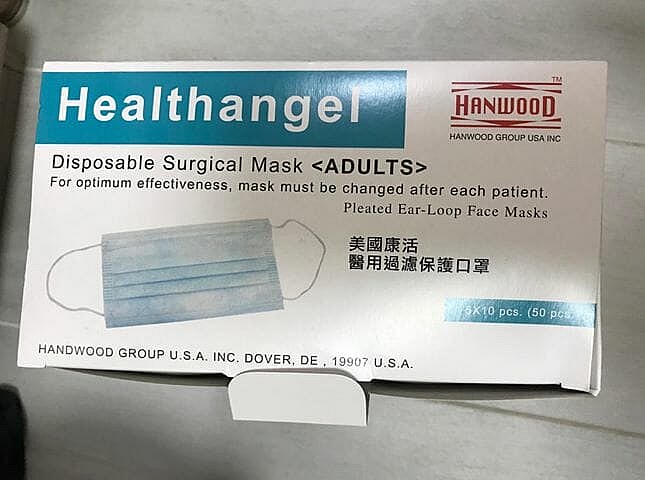 Healthangel
HANWOOD TM
HANWOOD GROUP USA INC
Disposable Surgical Mask <ADULTS>
For optimum effectiveness, mask must be changed after each patient.
Pleated Ear-Loop Face Masks
美國康活
醫用過濾保護口罩
5X10 pcs. (50 pcs
HANDWOOD GROUP U.S.A. INC. DOVER, DE , 19907 U.S.A.